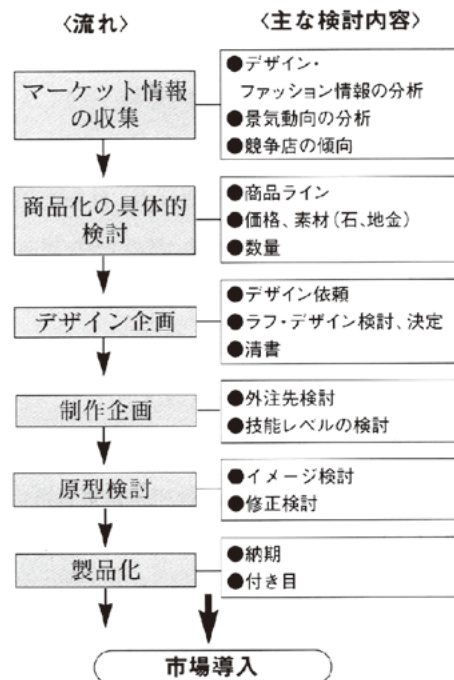 〈流れ〉
〈主な検討内容〉
マーケット情報
の収集
●デザイン・
ファッション情報の分析
●景気動向の分析
●競争店の傾向
商品化の具体的
検討
●商品ライン
●価格、素材(石、地金)
●数量
デザイン企画
●デザイン依頼
●ラフ・デザイン検討、決定
●清書
制作企画
●外注先検討
●技能レベルの検討
原型検討
●イメージ検討
●修正検討
製品化
●納期
●付き目
市場導入